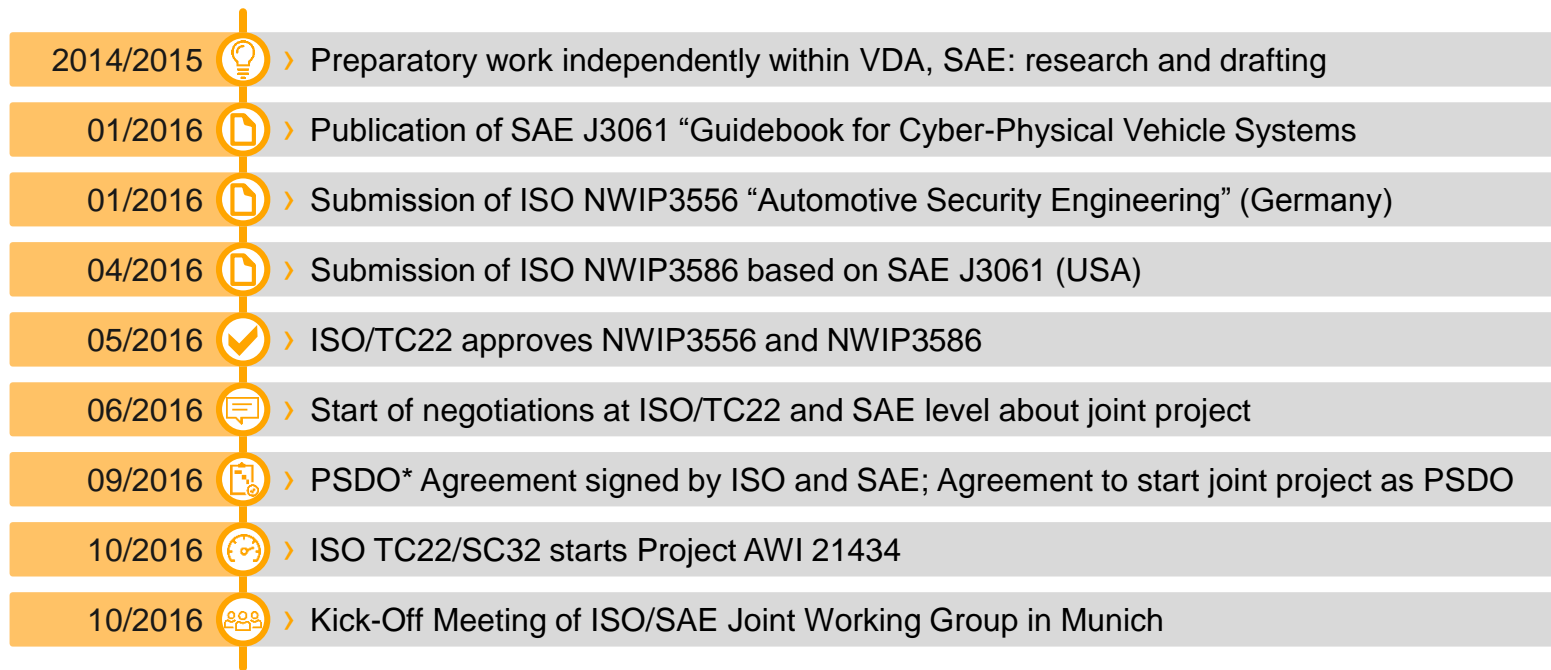 2014/2015 › Preparatory work independently within VDA, SAE: research and drafting
01/2016 › Publication of SAE J3061 “Guidebook for Cyber-Physical Vehicle Systems
01/2016 › Submission of ISO NWIP3556 “Automotive Security Engineering” (Germany)
04/2016 › Submission of ISO NWIP3586 based on SAE J3061 (USA)
05/2016 › ISO/TC22 approves NWIP3556 and NWIP3586
06/2016 › Start of negotiations at ISO/TC22 and SAE level about joint project
09/2016 › PSDO* Agreement signed by ISO and SAE; Agreement to start joint project as PSDO
10/2016 › ISO TC22/SC32 starts Project AWI 21434
10/2016 › Kick-Off Meeting of ISO/SAE Joint Working Group in Munich